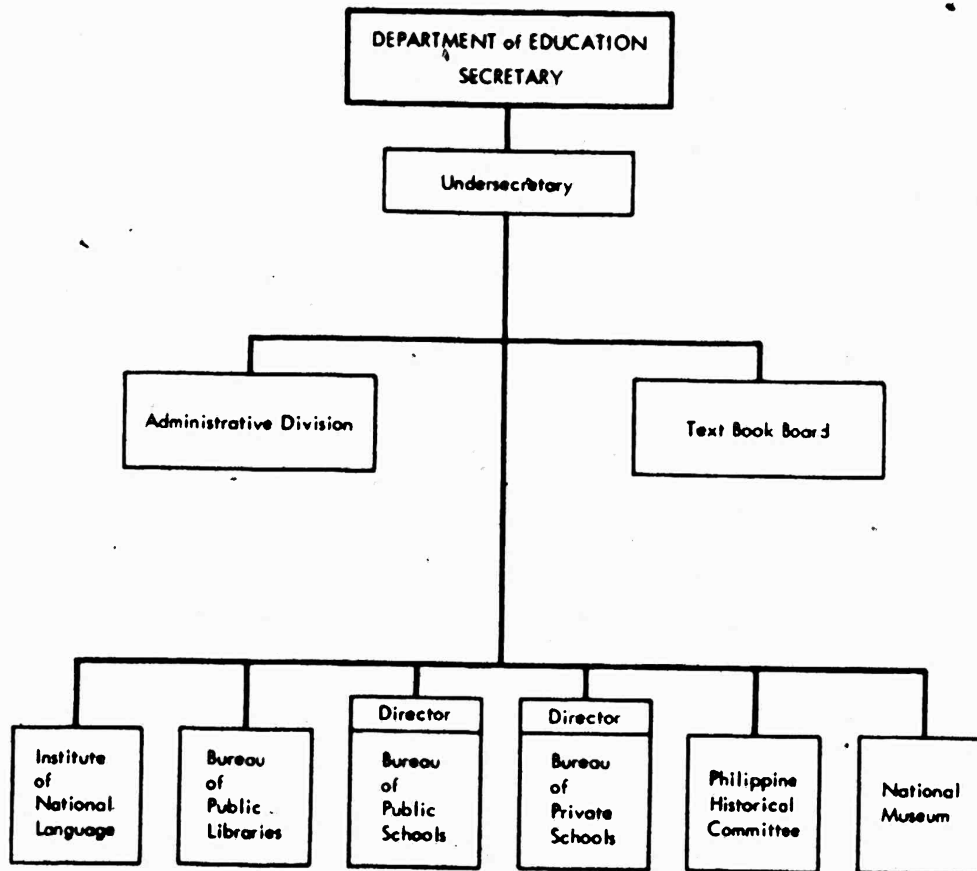 DEPARTMENT of EDUCATION
SECRETARY
Undersecretary
Administrative Division
Text Book Board
Institute
of
National
Language
Bureau
of
Public
Libraries
Director
Bureau
of
Public
Schools
Director
Bureau
of
Private
Schools
Philippine
Historical
Committee
National
Museum